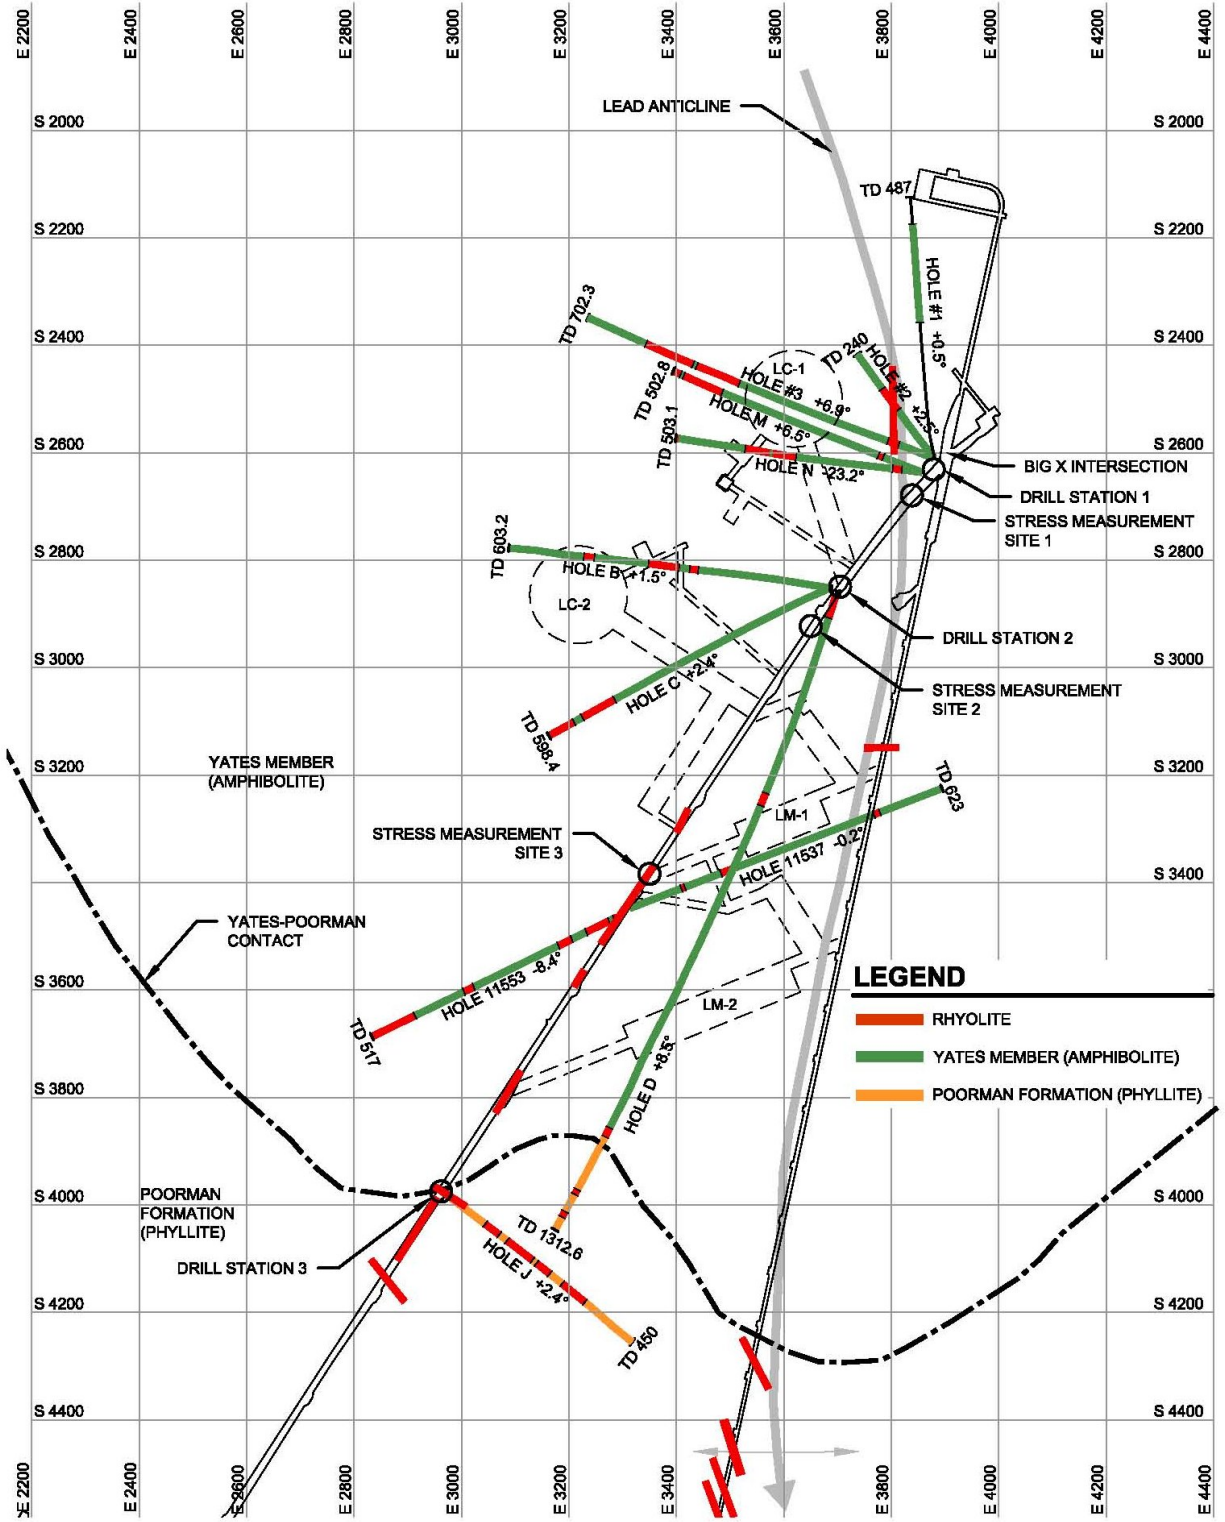 E 2200
E 2400
E 2600
E 2800
E 3000
E 3200
E 3400
E 3600
E 3800
E 4000
E 4200
E 4400
LEAD ANTICLINE
S 2000
S 2000
TD 487
S 2200
S 2200
HOLE #1 +0.5°
TD 702.3
S 2400
S 2400
TD 240
HOLE #2 +2.5°
LC-1
HOLE #3 +6.9°
TD 502.8
HOLE M +6.5°
TD 503.1
HOLE N -23.2°
S 2600
S 2600
BIG X INTERSECTION
DRILL STATION 1
STRESS MEASUREMENT
SITE 1
TD 603.2
S 2800
S 2800
HOLE B +1.5°
LC-2
DRILL STATION 2
S 3000
S 3000
HOLE C +2.4°
STRESS MEASUREMENT
SITE 2
TD 598.4
YATES MEMBER
(AMPHIBOLITE)
S 3200
S 3200
TD 623
LM-1
STRESS MEASUREMENT
SITE 3
HOLE 11537 -0.2°
S 3400
S 3400
YATES-POORMAN
CONTACT
HOLE 11553 -8.4°
S 3600
LEGEND
LM-2
RHYOLITE
TD 517
YATES MEMBER (AMPHIBOLITE)
HOLE D +8.5°
S 3800
POORMAN FORMATION (PHYLLITE)
S 4000
S 4000
POORMAN
FORMATION
(PHYLLITE)
TD 1312.6
HOLE J +2.4°
DRILL STATION 3
S 4200
S 4200
TD 450
S 4400
S 4400
E 2200
E 2400
E 2600
E 2800
E 3000
E 3200
E 3400
E 3600
E 3800
E 4000
E 4200
E 4400